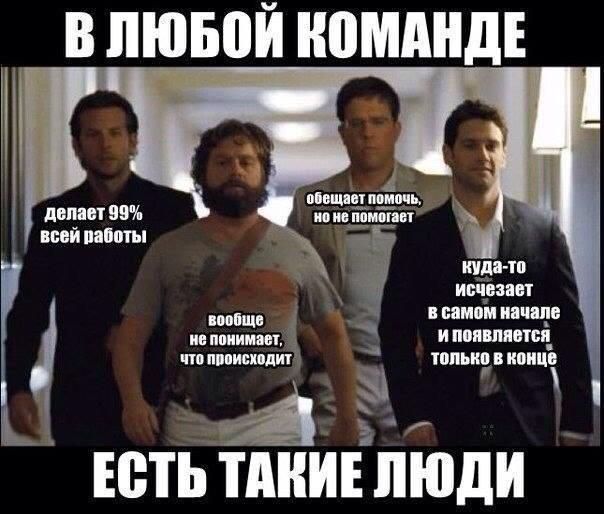 В ЛЮБОЙ КОМАНДЕ
делает 99%
всей работы
вообще
не понимает,
что происходит
обещает помочь,
но не помогает
куда-то
исчезает
в самом начале
и появляется
только в конце
ЕСТЬ ТАКИЕ ЛЮДИ